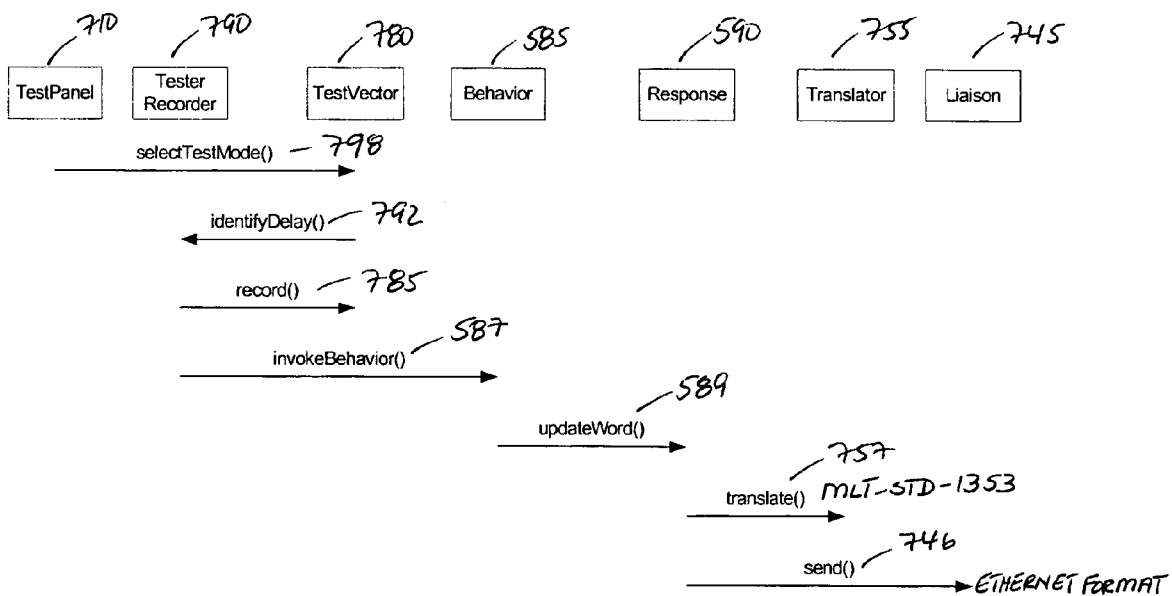 710 790 780 585 590 755 745
TestPanel Tester Recorder TestVector Behavior Response Translator Liaison
selectTestMode() 798
identifyDelay() 792
record() 785
invokeBehavior() 587
updateWord() 589
757
translate() MLT-STD-1353
746
send()
ETHERNET FORMAT